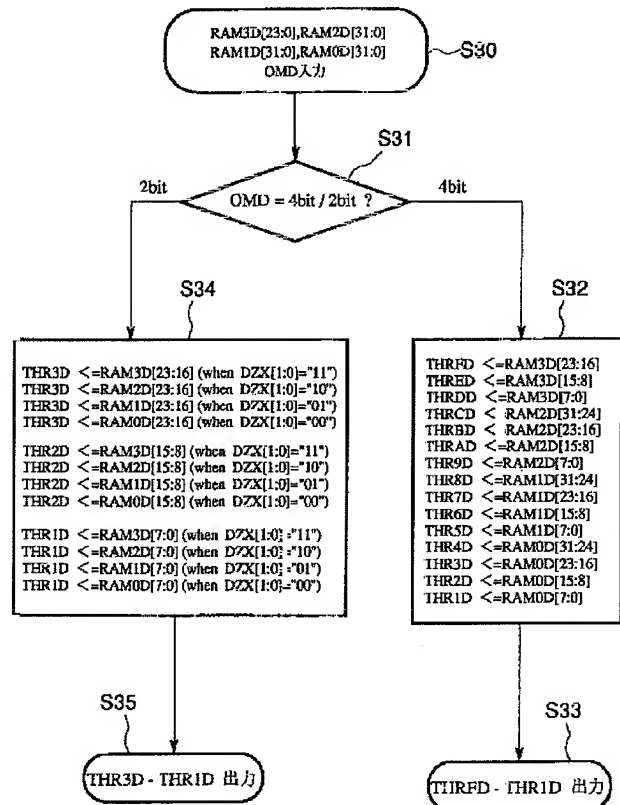 RAM3D[23:0],RAM2D[31:0]
RAM1D[31:0],RAM0D[31:0]
OMD入力
S30
S31
OMD = 4bit / 2bit ?
2bit
4bit
S34
THR3D <=RAM3D[23:16] (when DZX[1:0]="11")
THR3D <=RAM2D[23:16] (when DZX[1:0]="10")
THR3D <=RAM1D[23:16] (when DZX[1:0]="01")
THR3D <=RAM0D[23:16] (when DZX[1:0]="00")
THR2D <=RAM3D[15:8] (when DZX[1:0]="11")
THR2D <=RAM2D[15:8] (when DZX[1:0]="10")
THR2D <=RAM1D[15:8] (when DZX[1:0]="01")
THR2D <=RAM0D[15:8] (when DZX[1:0]="00")
THR1D <=RAM3D[7:0] (when DZX[1:0]="11")
THR1D <=RAM2D[7:0] (when DZX[1:0]="10")
THR1D <=RAM1D[7:0] (when DZX[1:0]="01")
THR1D <=RAM0D[7:0] (when DZX[1:0]="00")
S32
THRFD <=RAM3D[23:16]
THRED <=RAM3D[15:8]
THRDD <=RAM3D[7:0]
THRCD <RAM2D[31:24]
THRBD <RAM2D[23:16]
THRAD <=RAM2D[15:8]
THR9D <=RAM2D[7:0]
THR8D <=RAM1D[31:24]
THR7D <=RAM1D[23:16]
THR6D <=RAM1D[15:8]
THR5D <=RAM1D[7:0]
THR4D <=RAM0D[31:24]
THR3D <=RAM0D[23:16]
THR2D <=RAM0D[15:8]
THR1D <=RAM0D[7:0]
S35
THR3D - THR1D 出力
S33
THRFD - THR1D 出力